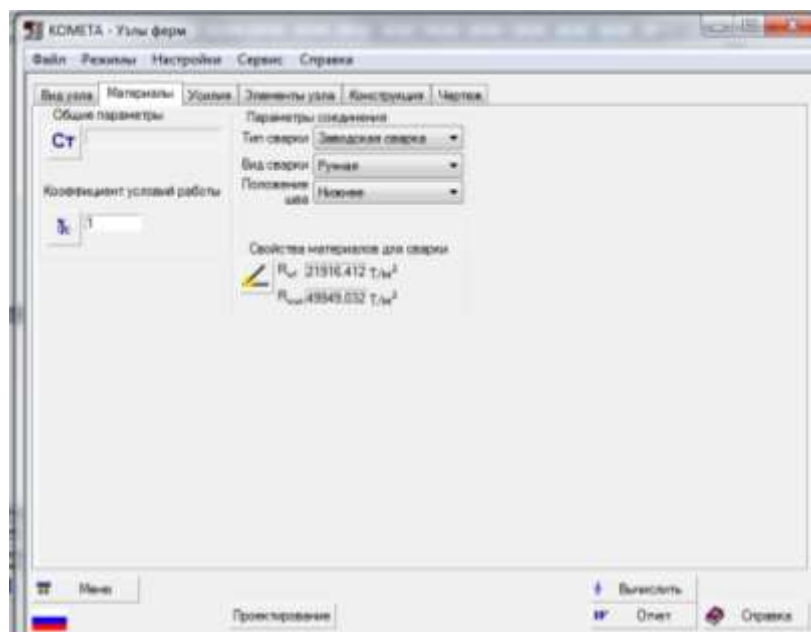 КОМЕТА - Узлы ферм
Файл Режимы Настройки Сервис Справка
Вид узла Материалы Усилия Элементы узла Конструкция Чертеж
Общие параметры
Ст
Коэффициент условий работы
1
Параметры соединения
Тип сварки Заводская сварка
Вид сварки Ручная
Положение шва Нижнее
Свойства материалов для сварки
21916.412 Т/м²
49949.032 Т/м²
Меню
Проектирование
Вычислить
Отчет
Справка